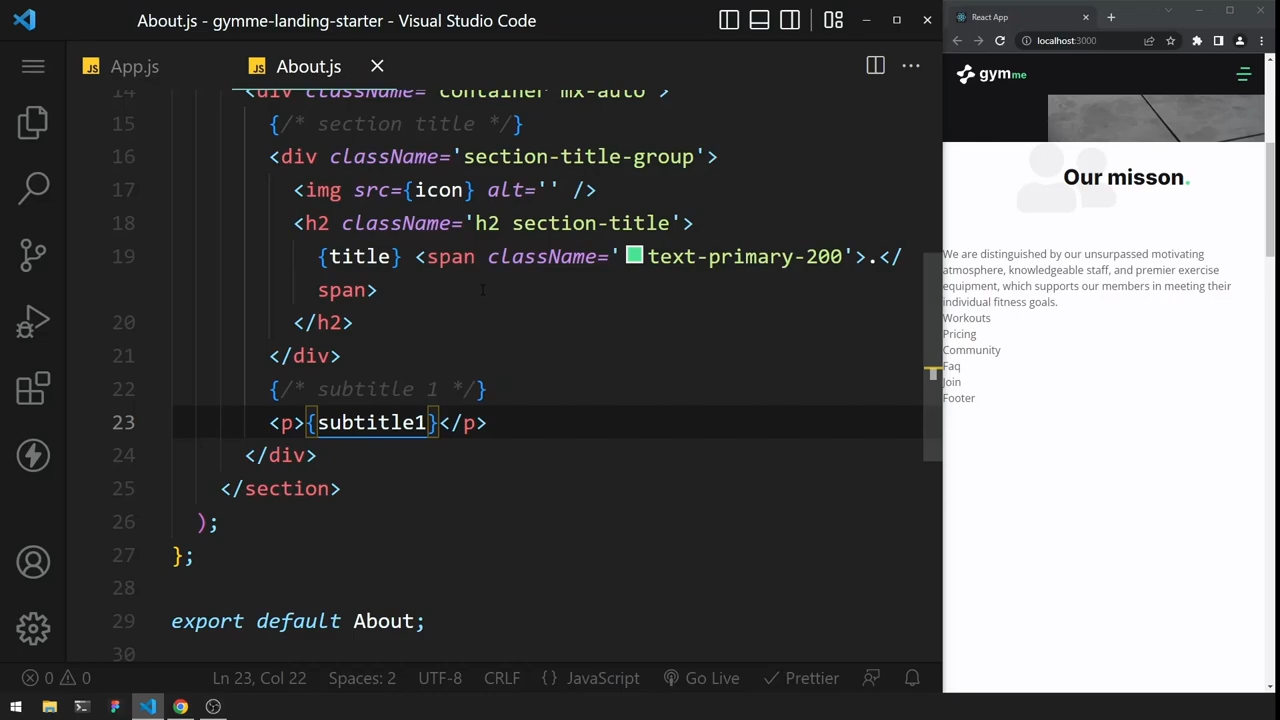 About.js - gymme-landing-starter - Visual Studio Code
JS App.js
JS About.js
14 <div className='container mx-auto'>
15 {/* section title */}
16 <div className='section-title-group'>
17 <img src={icon} alt='' />
18 <h2 className='h2 section-title'>
19 {title} <span className='text-primary-200'>.</
span>
20 </h2>
21 </div>
22 {/* subtitle 1 */}
23 <p>{subtitle1}</p>
24 </div>
25 </section>
26 );
27 };
28
29 export default About;
30
0 0 Ln 23, Col 22 Spaces: 2 UTF-8 CRLF {} JavaScript Go Live Prettier
React App
localhost:3000
gymme
Our misson.
We are distinguished by our unsurpassed motivating
atmosphere, knowledgeable staff, and premier exercise
equipment, which supports our members in meeting their
individual fitness goals.
Workouts
Pricing
Community
Faq
Join
Footer